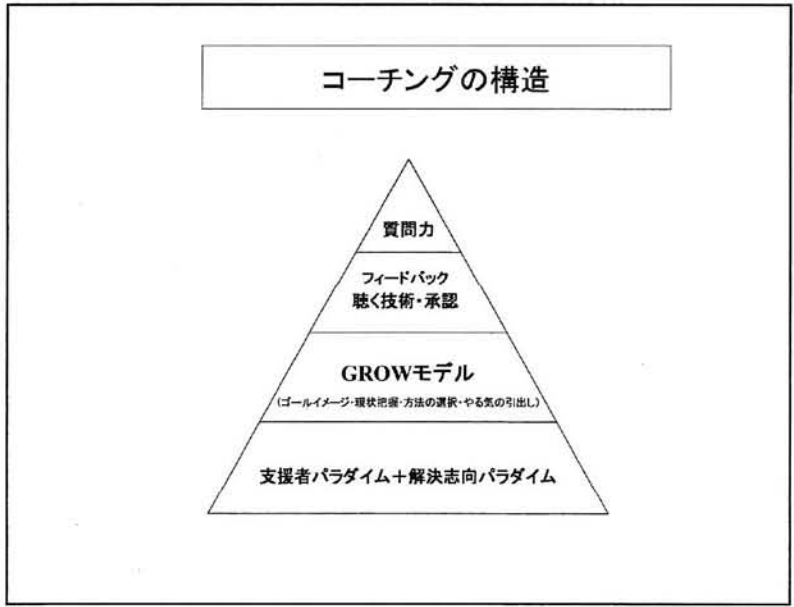 コーチングの構造
質問力
フィードバック
聴く技術・承認
GROWモデル
(ゴールイメージ・現状把握・方法の選択・やる気の引出し)
支援者パラダイム＋解決志向パラダイム